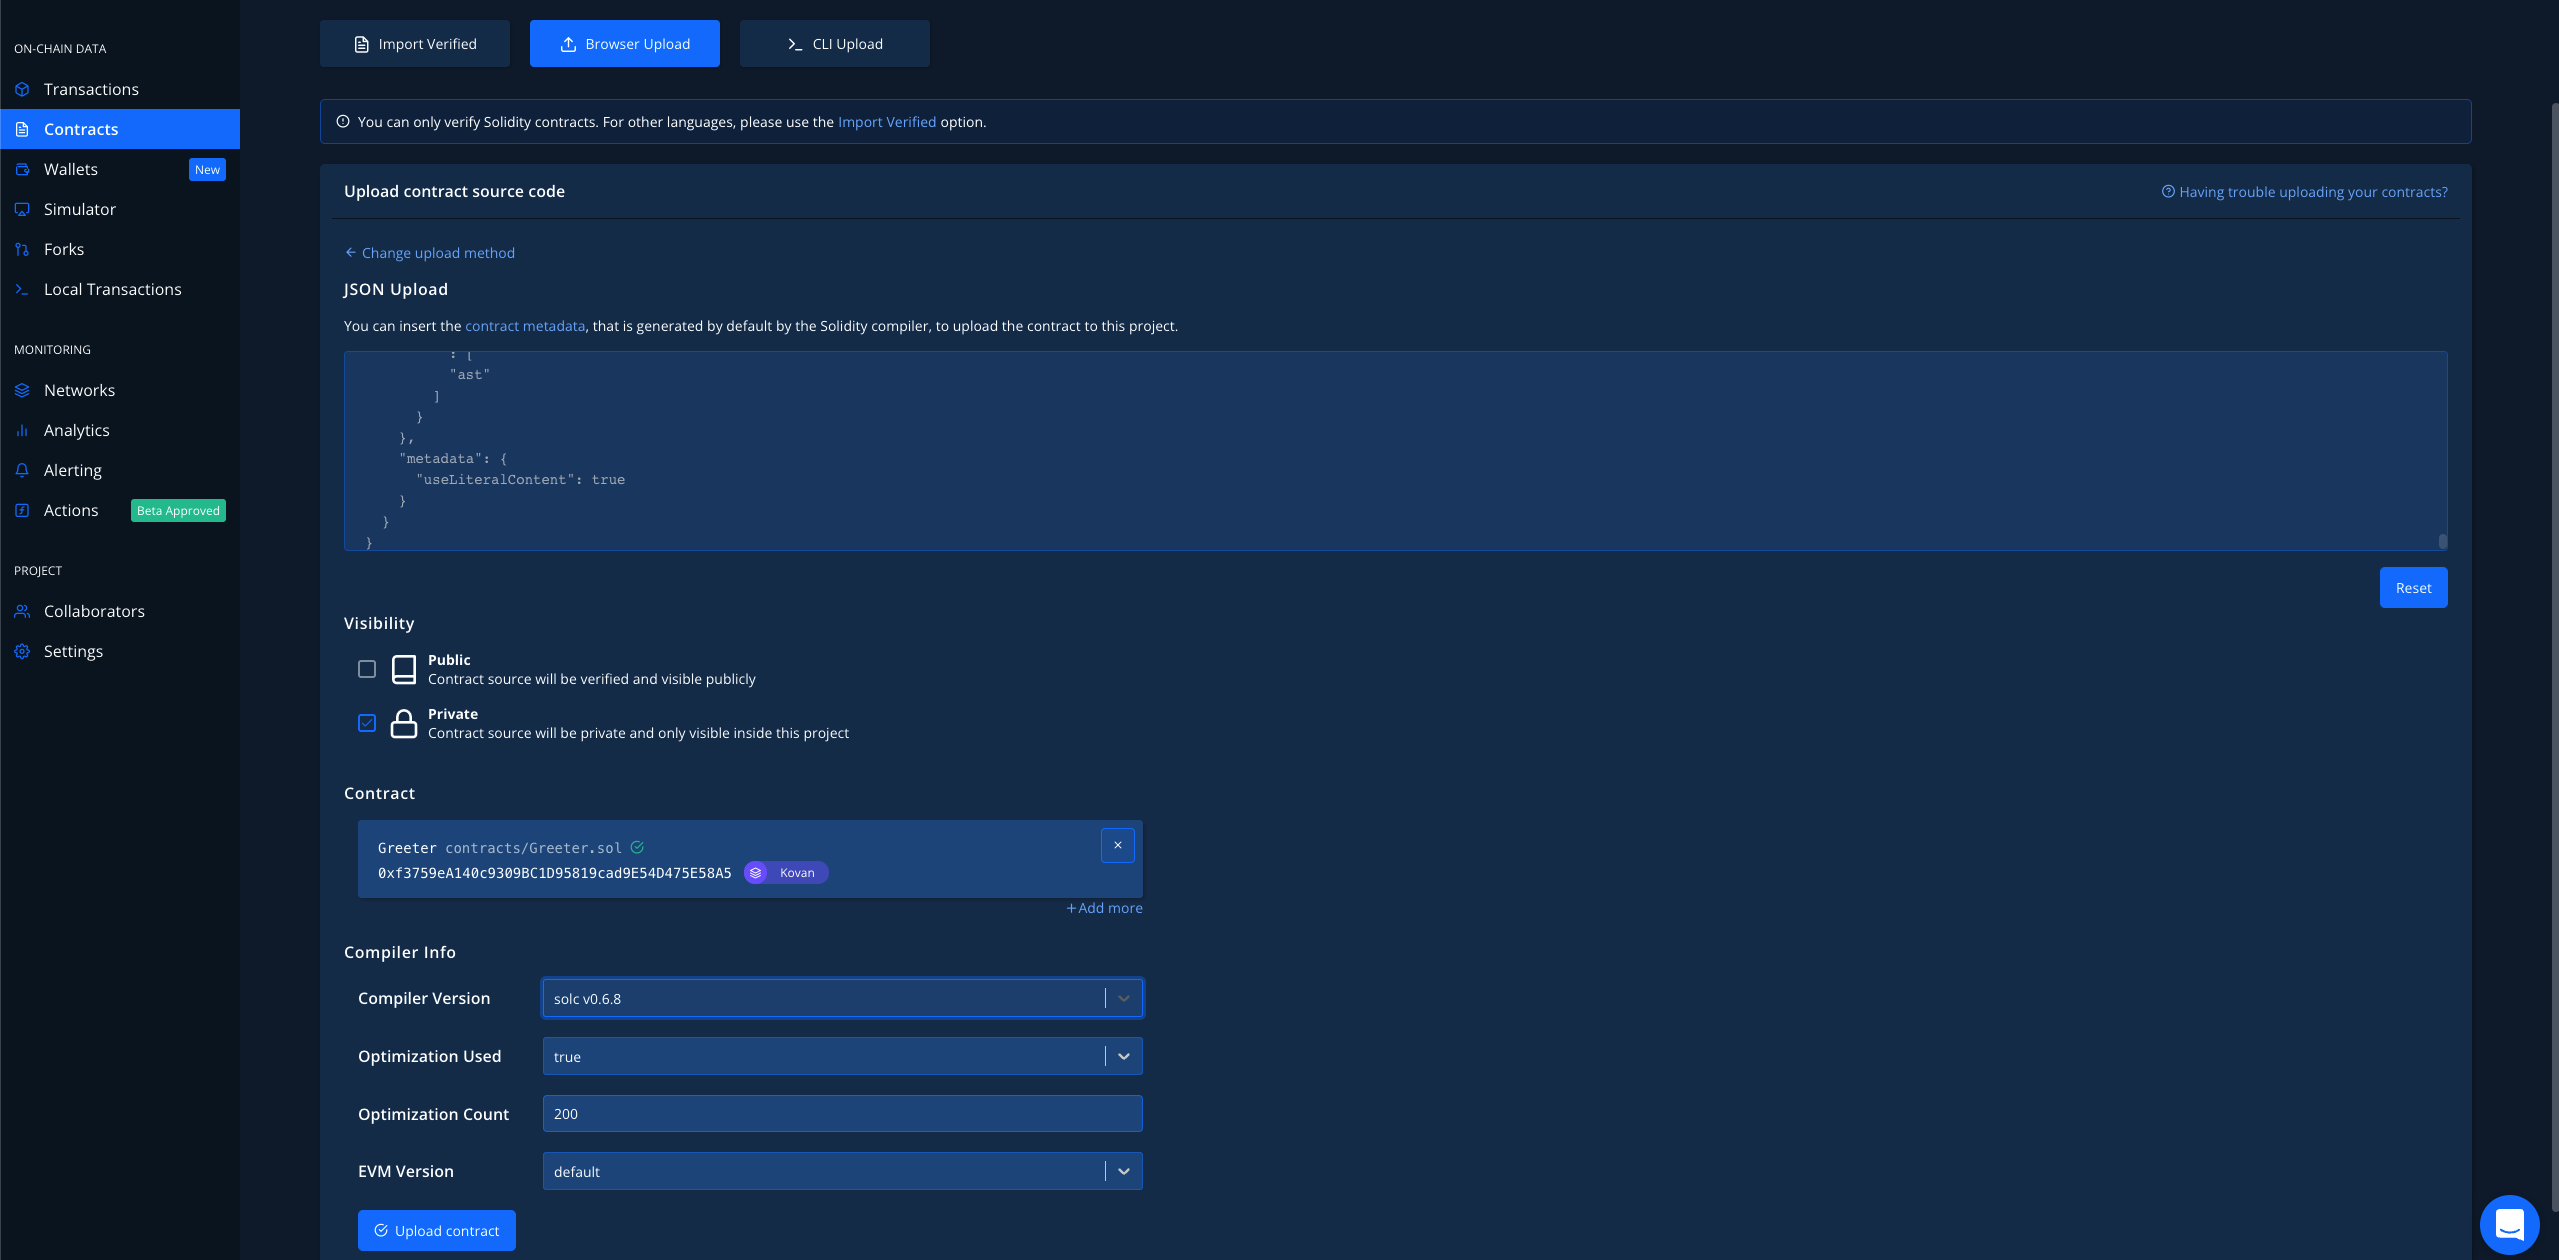 ON-CHAIN DATA
Transactions
Contracts
Wallets New
Simulator
Forks
Local Transactions
MONITORING
Networks
Analytics
Alerting
Actions Beta Approved
PROJECT
Collaborators
Settings
Import Verified Browser Upload CLI Upload
You can only verify Solidity contracts. For other languages, please use the Import Verified option.
Upload contract source code Having trouble uploading your contracts?
← Change upload method
JSON Upload
You can insert the contract metadata, that is generated by default by the Solidity compiler, to upload the contract to this project.
: [
"ast"
]
}
},
"metadata": {
"useLiteralContent": true
}
}
}
Reset
Visibility
Public
Contract source will be verified and visible publicly
Private
Contract source will be private and only visible inside this project
Contract
Greeter contracts/Greeter.sol
0xf3759eA140c9309BC1D95819cad9E54D475E58A5 Kovan
+ Add more
Compiler Info
Compiler Version solc v0.6.8
Optimization Used true
Optimization Count 200
EVM Version default
Upload contract